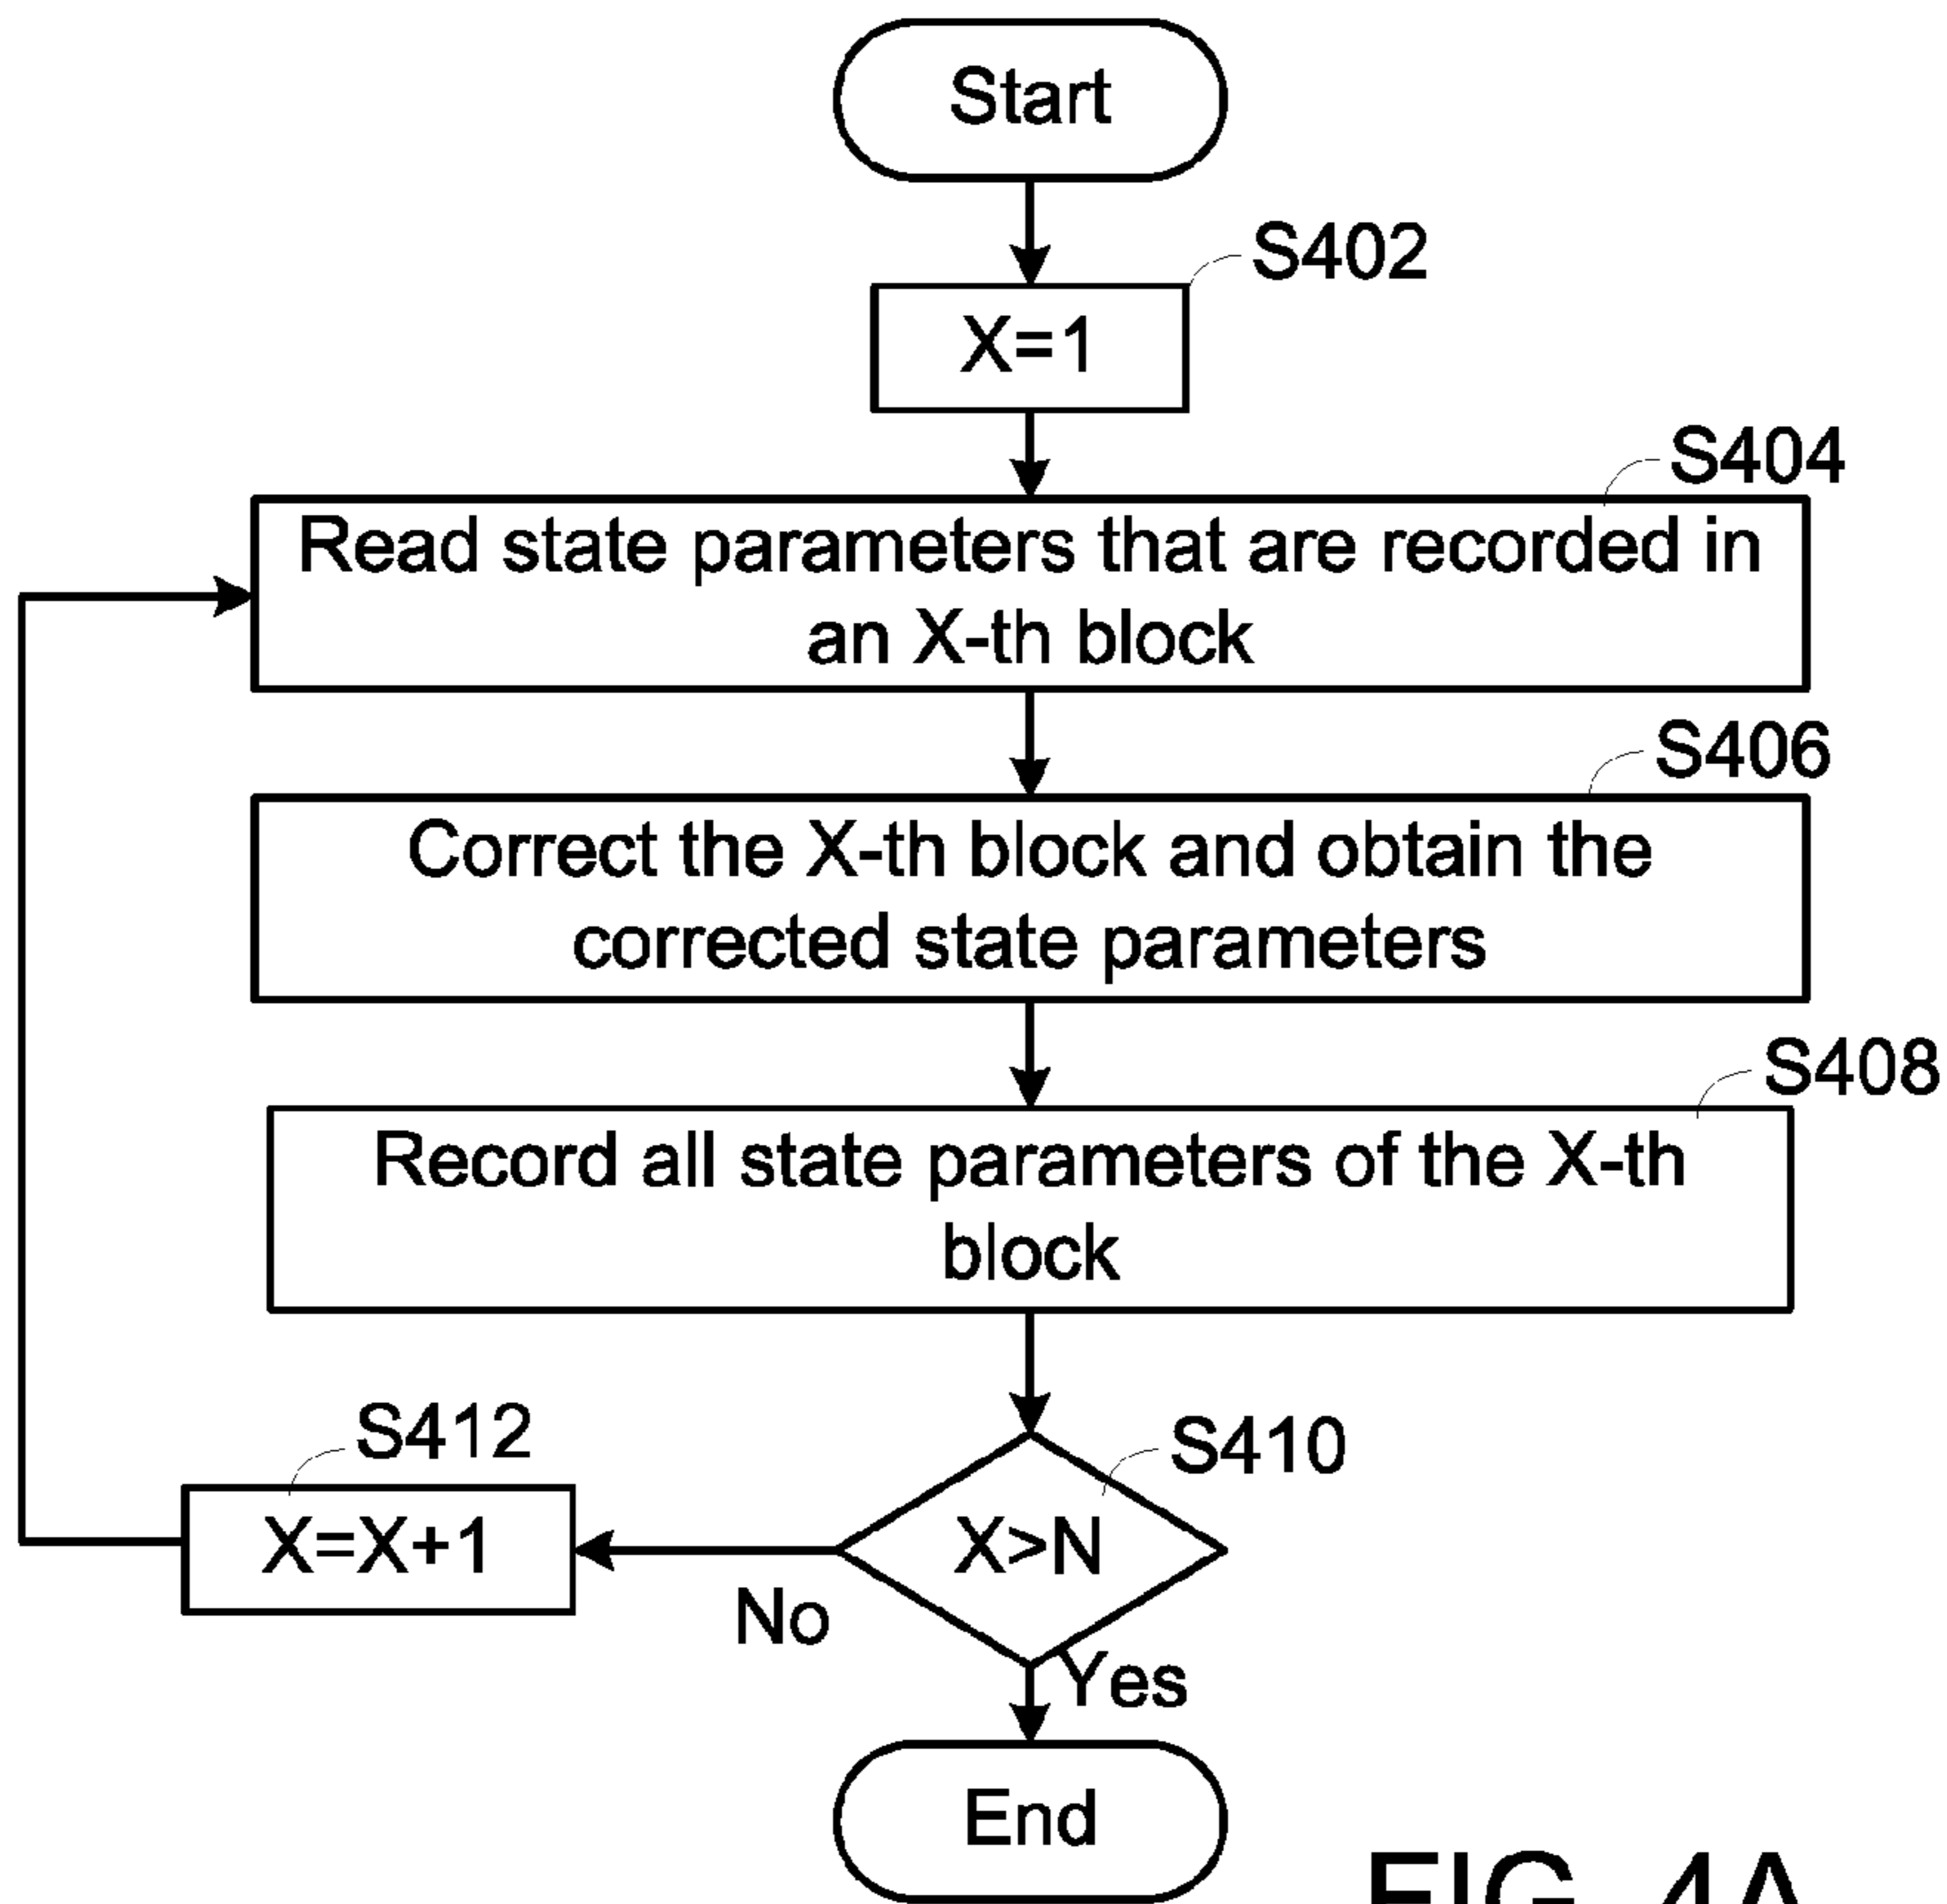 Start
S402
X=1
S404
Read state parameters that are recorded in
an X-th block
S406
Correct the X-th block and obtain the
corrected state parameters
S408
Record all state parameters of the X-th
block
S412
S410
X=X+1
X>N
No
Yes
End
FIG. 4A